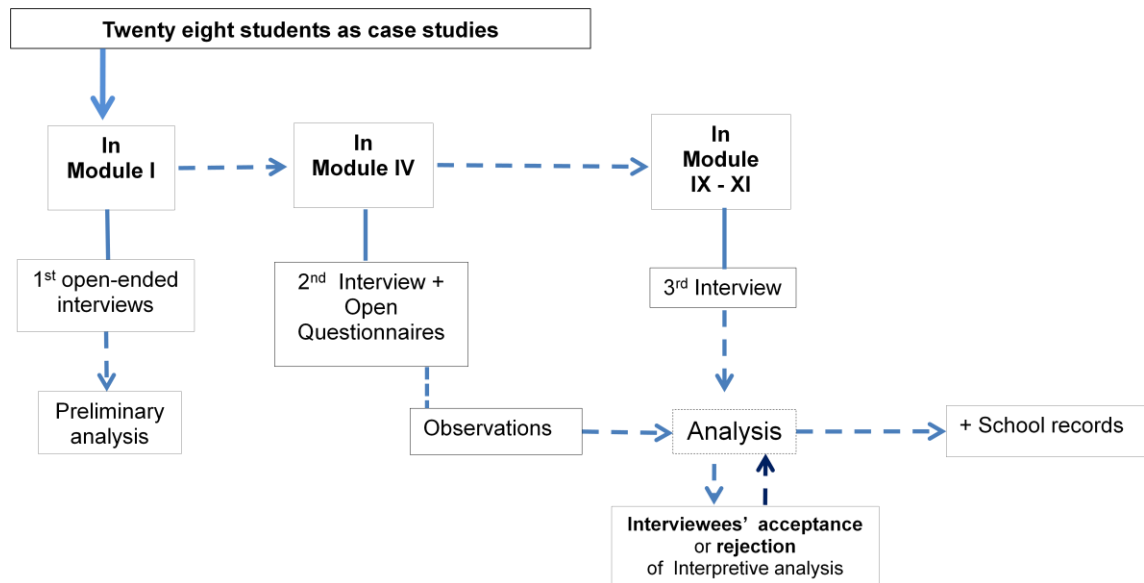 Twenty eight students as case studies
In
Module I
In
Module IV
In
Module
IX - XI
1st open-ended
interviews
2nd Interview +
Open
Questionnaires
3rd Interview
Preliminary
analysis
Observations
Analysis
+ School records
Interviewees’ acceptance
or rejection
of Interpretive analysis